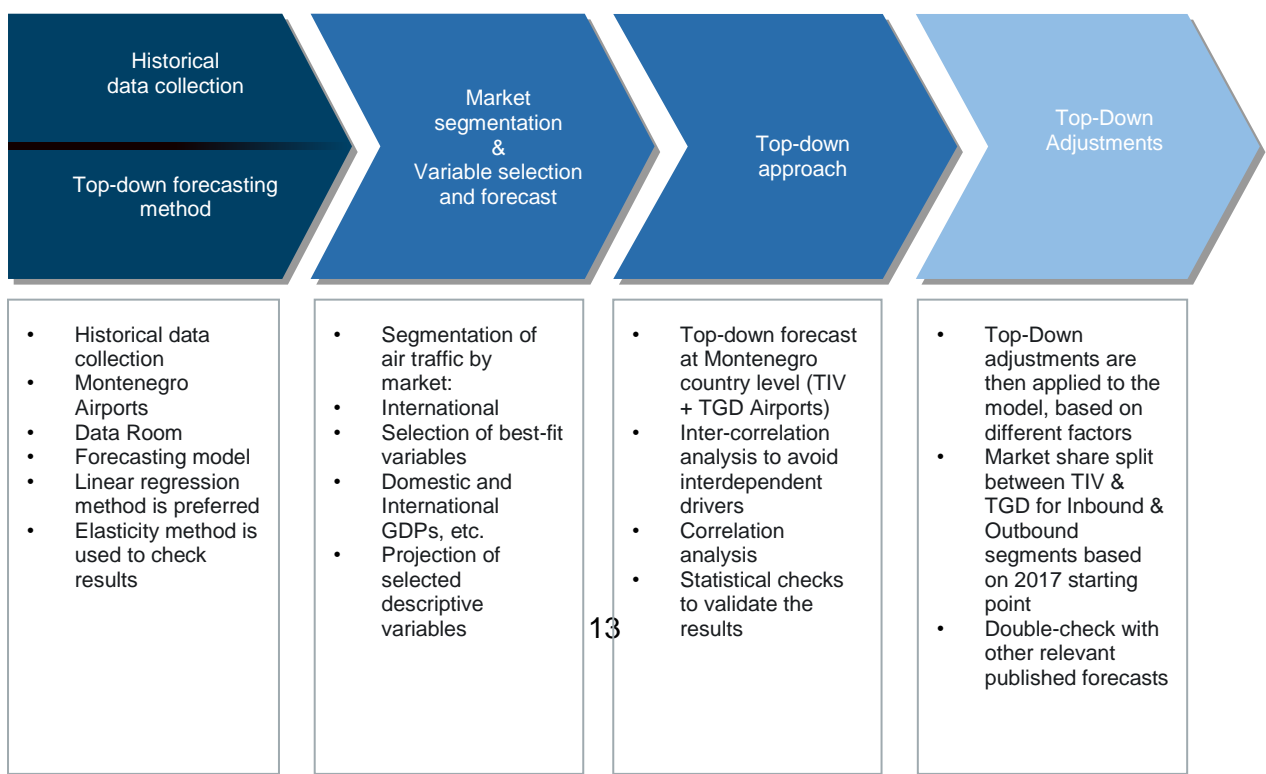 Historical
data collection
Top-down forecasting
method
Market
segmentation
&
Variable selection
and forecast
Top-down
approach
Top-Down
Adjustments
• Historical data
collection
• Montenegro
Airports
• Data Room
• Forecasting model
• Linear regression
method is preferred
• Elasticity method is
used to check
results
• Segmentation of
air traffic by
market:
• International
• Selection of best-fit
variables
• Domestic and
International
GDPs, etc.
• Projection of
selected
descriptive
variables
• Top-down forecast
at Montenegro
country level (TIV
+ TGD Airports)
• Inter-correlation
analysis to avoid
interdependent
drivers
• Correlation
analysis
• Statistical checks
to validate the
results
• Top-Down
adjustments are
then applied to the
model, based on
different factors
• Market share split
between TIV &
TGD for Inbound &
Outbound
segments based
on 2017 starting
point
• Double-check with
other relevant
published forecasts
13